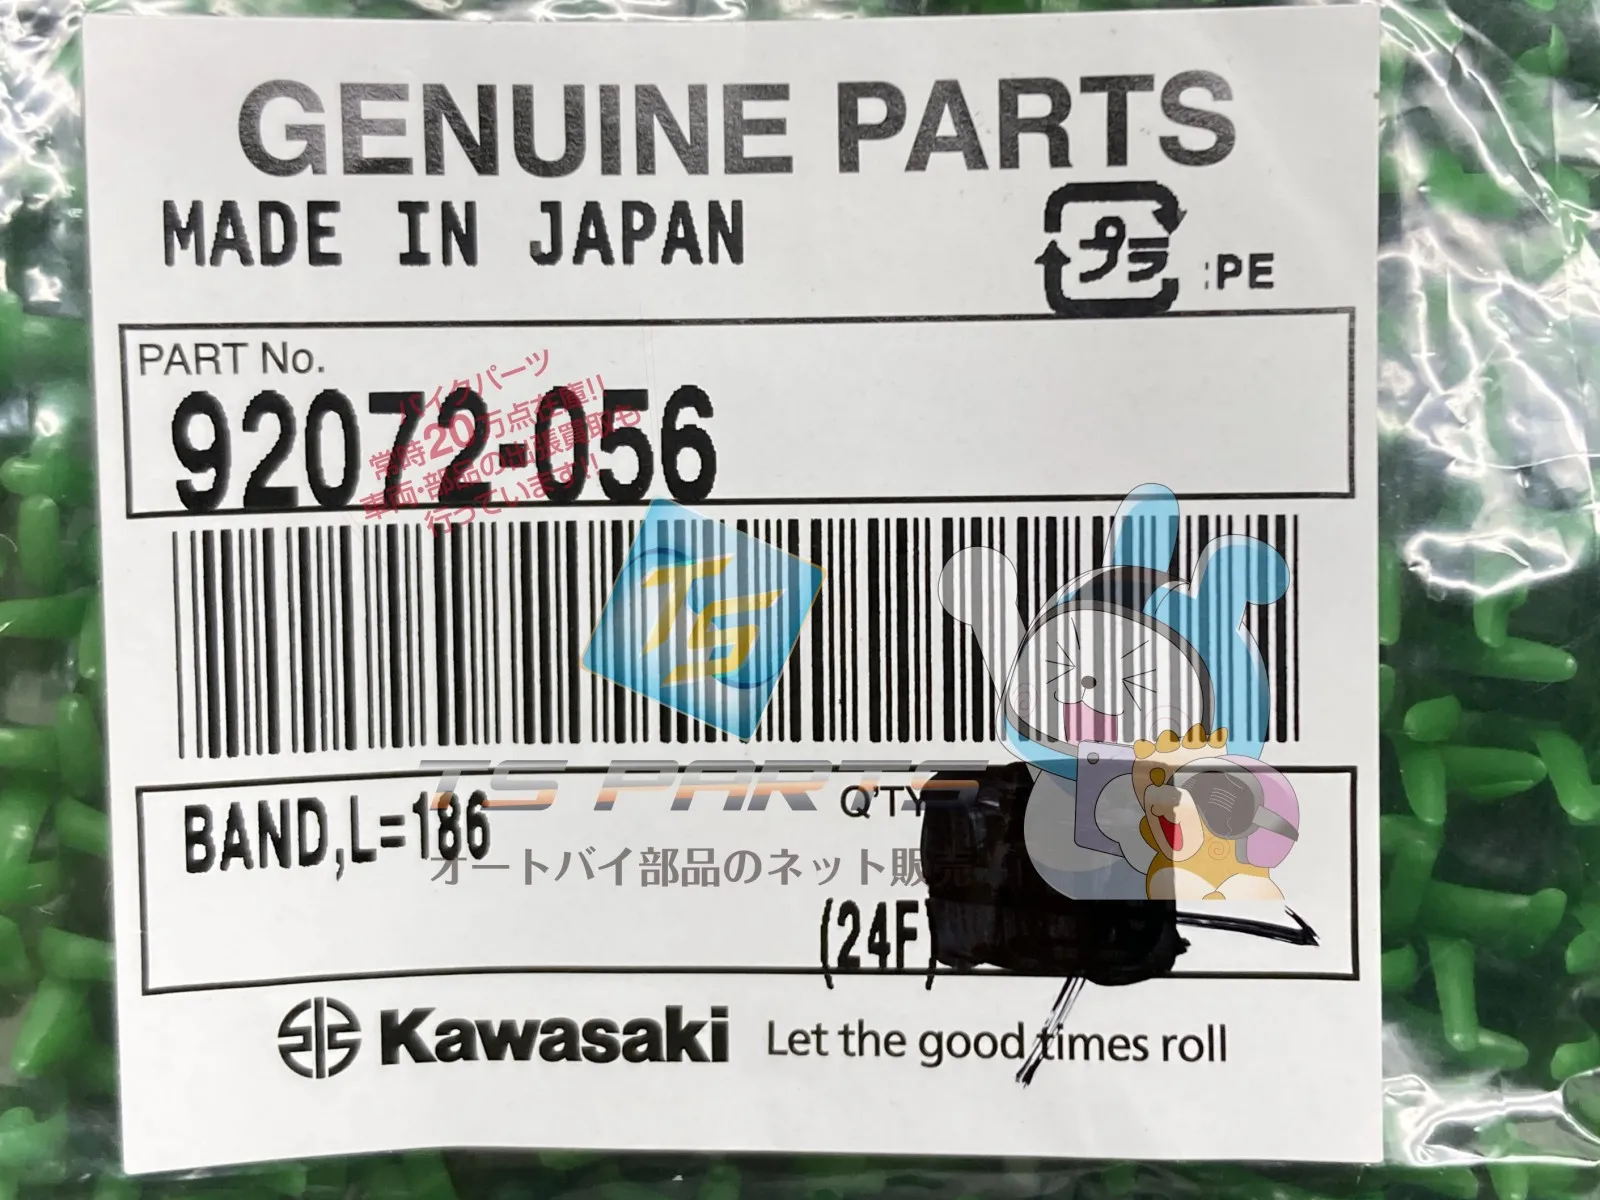 GENUINE PARTS
MADE IN JAPAN
プラ
:PE
PART No.
92072-056
バイクパーツ
常時20万点在庫!!
車両・部品の出張買取も
行っています!!
TS
TS PARTS
オートバイ部品のネット販売
BAND,L=186
Q'TY
(24F)
Kawasaki Let the good times roll